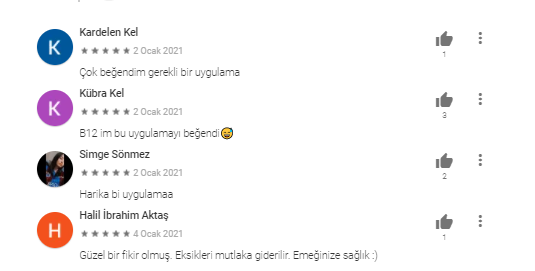 Kardelen Kel
K
★★★★★ 2 Ocak 2021
1
Çok beğendim gerekli bir uygulama
Kübra Kel
K
★★★★★ 2 Ocak 2021
3
B12 im bu uygulamayı beğendi😅
Simge Sönmez
★★★★★ 2 Ocak 2021
2
Harika bi uygulamaa
Halil İbrahim Aktaş
H
★★★★★ 4 Ocak 2021
1
Güzel bir fikir olmuş. Eksikleri mutlaka giderilir. Emeğinize sağlık :)